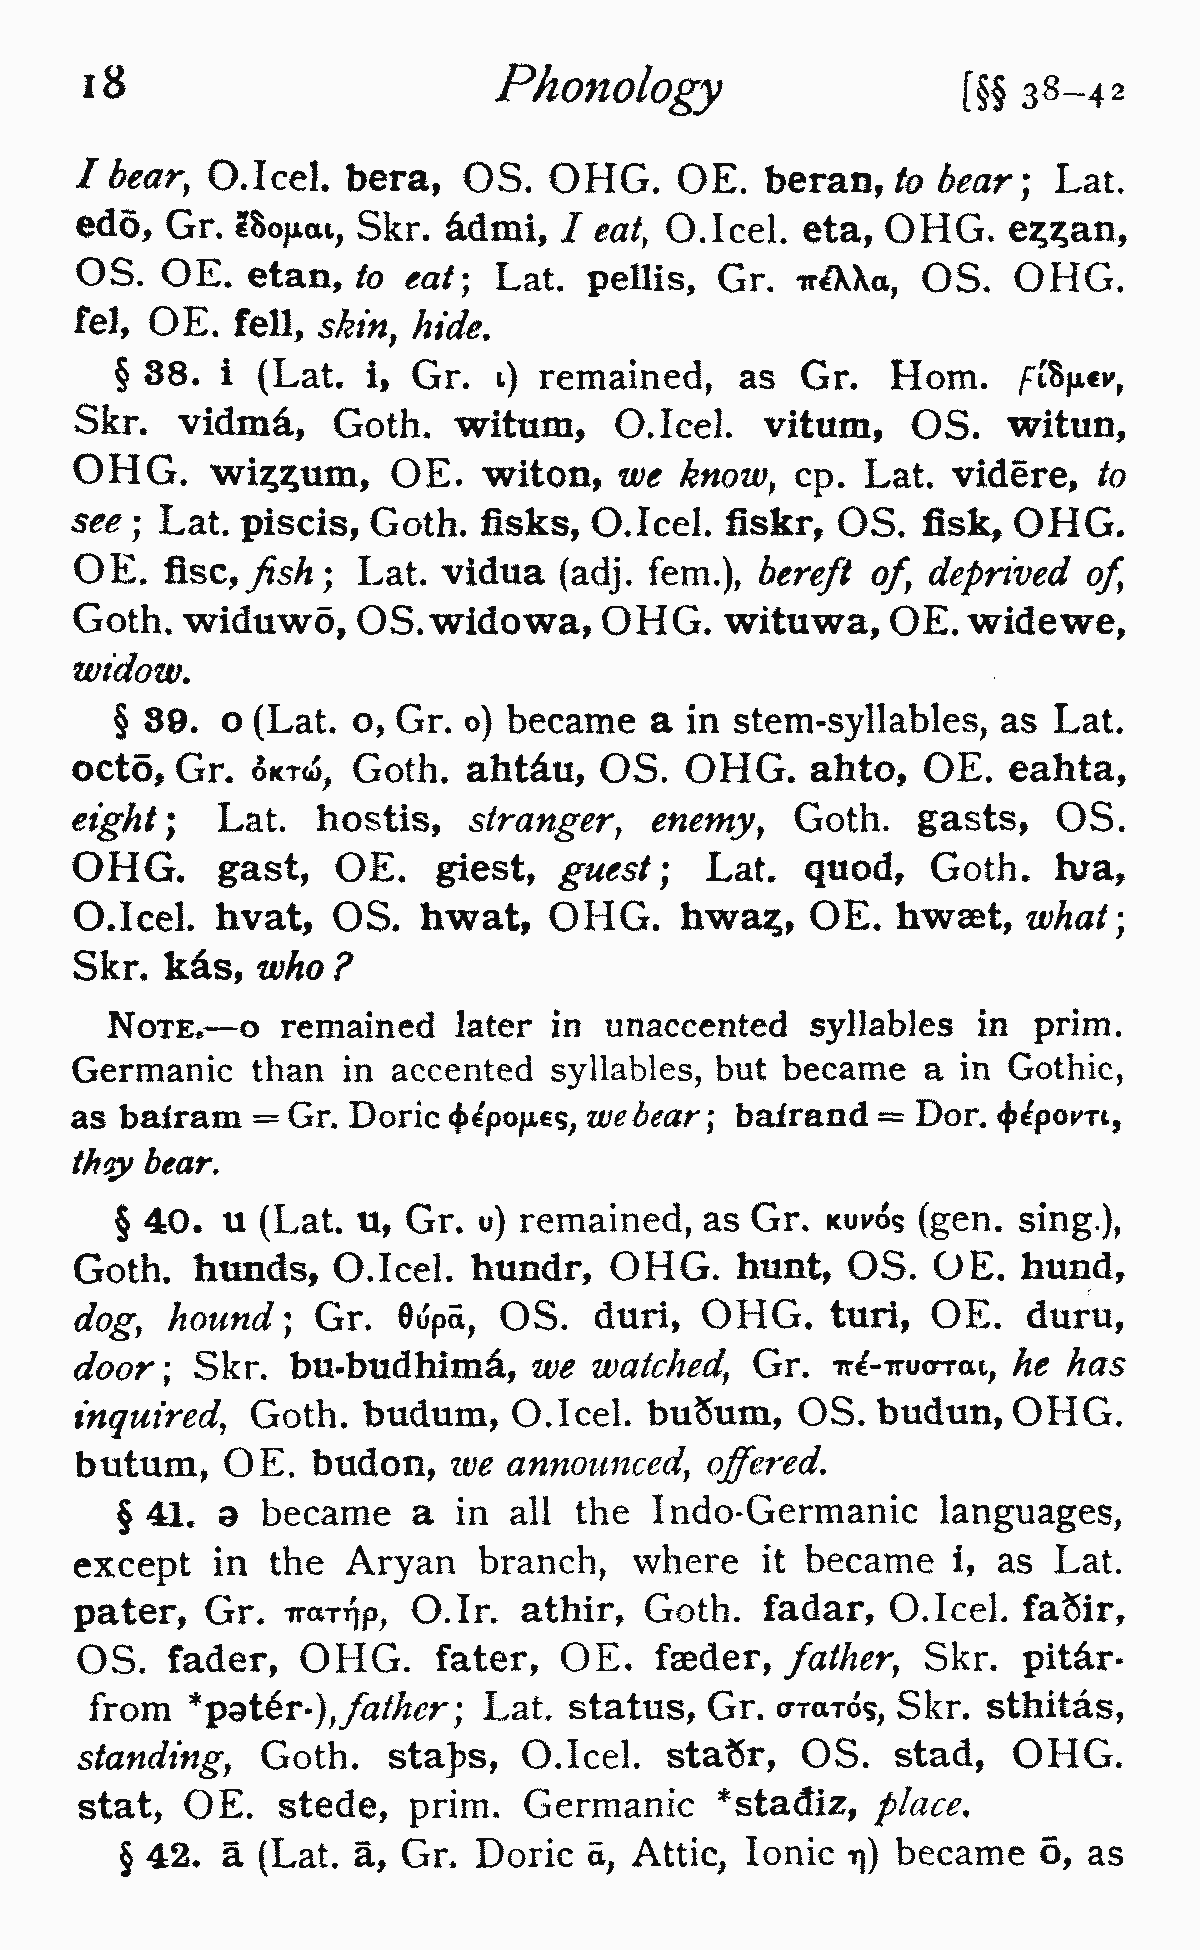 18 Phonology [§§ 38–42
I bear, O.Icel. bera, OS. OHG. OE. beran, to bear; Lat.
edō, Gr. ἔδομαι, Skr. ádmi, I eat, O.Icel. eta, OHG. eȥȥan,
OS. OE. etan, to eat; Lat. pellis, Gr. πέλλα, OS. OHG.
fel, OE. fell, skin, hide.
§ 38. i (Lat. i, Gr. ι) remained, as Gr. Hom. ϝίδμεν,
Skr. vidmá, Goth. witum, O.Icel. vitum, OS. witun,
OHG. wiȥȥum, OE. witon, we know, cp. Lat. vidēre, to
see; Lat. piscis, Goth. fisks, O.Icel. fiskr, OS. fisk, OHG.
OE. fisc, fish; Lat. vidua (adj. fem.), bereft of, deprived of,
Goth. widuwō, OS. widowa, OHG. wituwa, OE. widewe,
widow.
§ 39. o (Lat. o, Gr. ο) became a in stem-syllables, as Lat.
octō, Gr. ὀκτώ, Goth. ahtáu, OS. OHG. ahto, OE. eahta,
eight; Lat. hostis, stranger, enemy, Goth. gasts, OS.
OHG. gast, OE. giest, guest; Lat. quod, Goth. ƕa,
O.Icel. hvat, OS. hwat, OHG. hwaȥ, OE. hwæt, what;
Skr. kás, who?
NOTE.—o remained later in unaccented syllables in prim.
Germanic than in accented syllables, but became a in Gothic,
as baíram = Gr. Doric φέρομες, we bear; baírand = Dor. φέροντι,
they bear.
§ 40. u (Lat. u, Gr. υ) remained, as Gr. κυνός (gen. sing.),
Goth. hunds, O.Icel. hundr, OHG. hunt, OS. OE. hund,
dog, hound; Gr. θύρᾱ, OS. duri, OHG. turi, OE. duru,
door; Skr. bu-budhimá, we watched, Gr. πέ-πυσται, he has
inquired, Goth. budum, O.Icel. buðum, OS. budun, OHG.
butum, OE. budon, we announced, offered.
§ 41. ə became a in all the Indo-Germanic languages,
except in the Aryan branch, where it became i, as Lat.
pater, Gr. πατήρ, O.Ir. athir, Goth. fadar, O.Icel. faðir,
OS. fader, OHG. fater, OE. fæder, father, Skr. pitár-
from *pətér-), father; Lat. status, Gr. στατός, Skr. sthitás,
standing, Goth. staþs, O.Icel. staðr, OS. stad, OHG.
stat, OE. stede, prim. Germanic *stađiz, place.
§ 42. ā (Lat. ā, Gr. Doric ᾱ, Attic, Ionic η) became ō, as